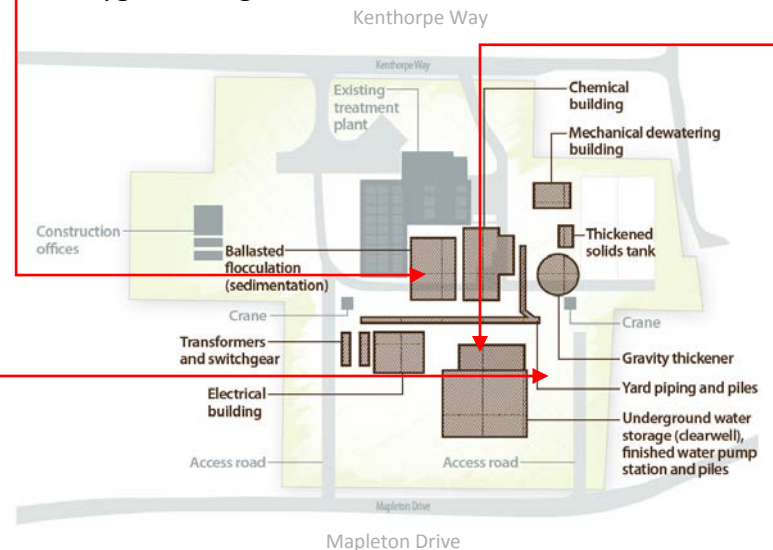 Kenthorpe Way
Kenthorpe Way
Existing
treatment
plant
Chemical
building
Mechanical dewatering
building
Construction
offices
Ballasted
flocculation
(sedimentation)
Thickened
solids tank
Crane
Crane
Transformers
and switchgear
Gravity thickener
Electrical
building
Yard piping and piles
Underground water
storage (clearwell),
finished water pump
station and piles
Access road
Access road
Mapleton Drive
Mapleton Drive